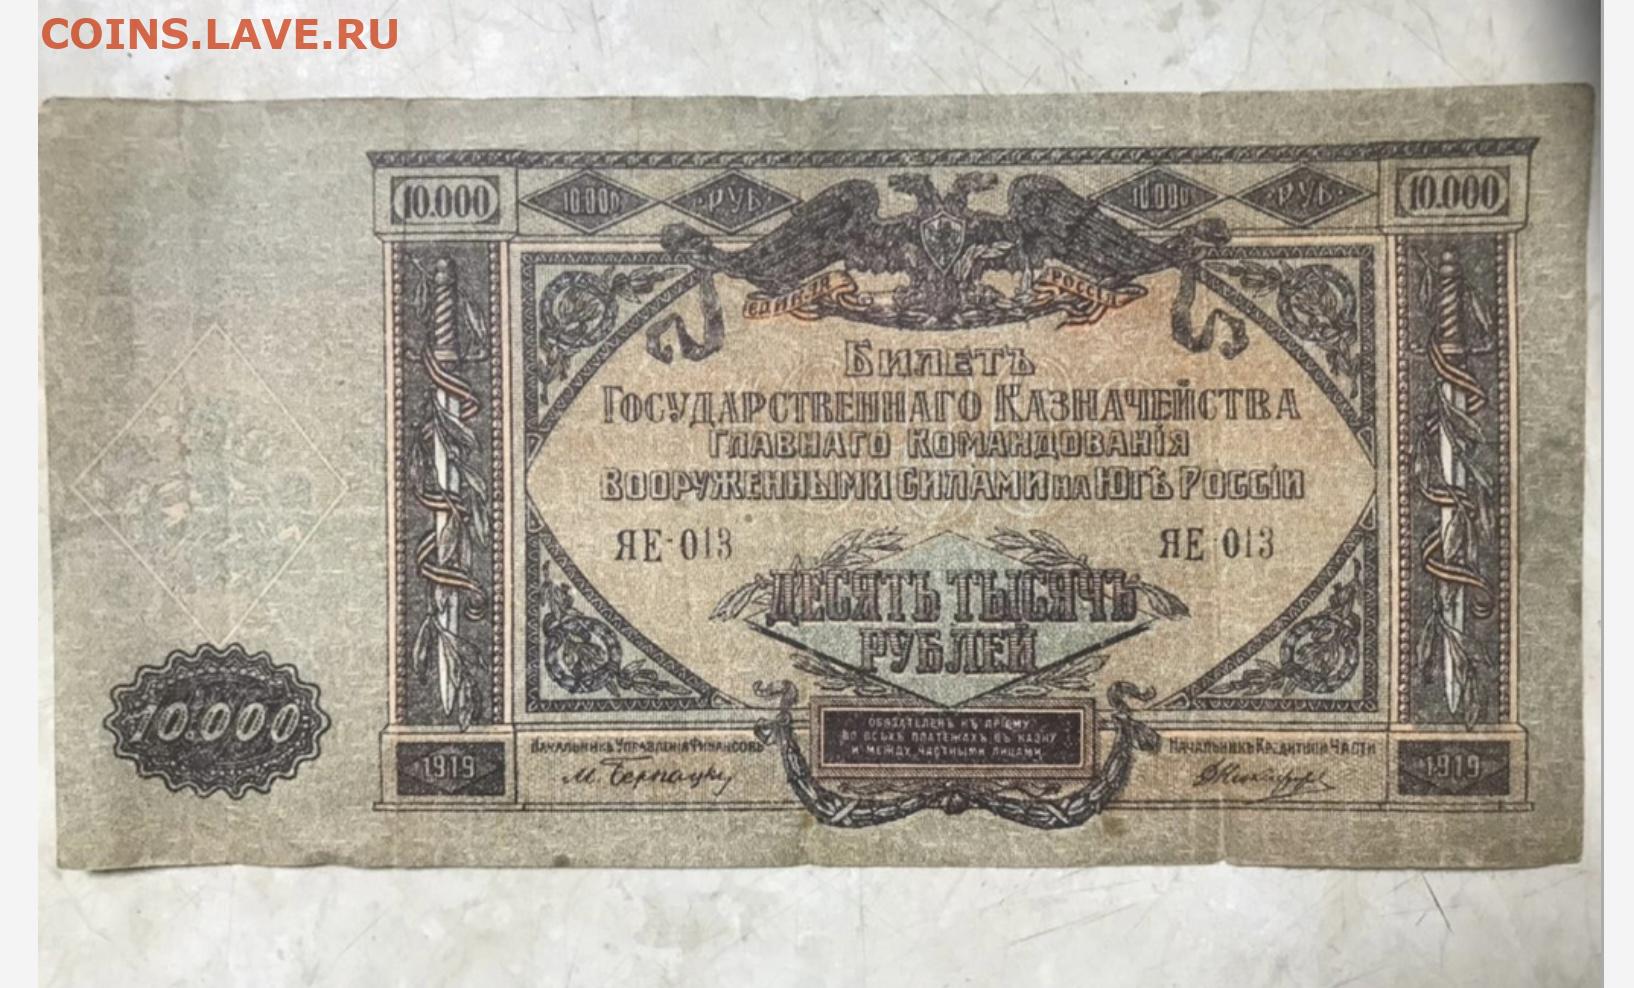 COINS.LAVE.RU
10.000 10.000 РУБ 10.000 РУБ 10.000
ЕДИНАЯ РОССІЯ
БИЛЕТЪ
ГОСУДАРСТВЕННАГО КАЗНАЧЕЙСТВА
ГЛАВНАГО КОМАНДОВАНІЯ
ВООРУЖЕННЫМИ СИЛАМИ НА ЮГѢ РОССІИ
ЯЕ-013 ЯЕ-013
ДЕСЯТЬ ТЫСЯЧЪ
РУБЛЕЙ
10.000
ОБЯЗАТЕЛЕНЪ КЪ ПРІЕМУ
ВО ВСѢХЪ ПЛАТЕЖАХЪ ВЪ КАЗНУ
И МЕЖДУ ЧАСТНЫМИ ЛИЦАМИ
НАЧАЛЬНИКЪ УПРАВЛЕНІЯ ФИНАНСОВЪ НАЧАЛЬНИКЪ КРЕДИТНОЙ ЧАСТИ
М. Бернацкій
1919 1919